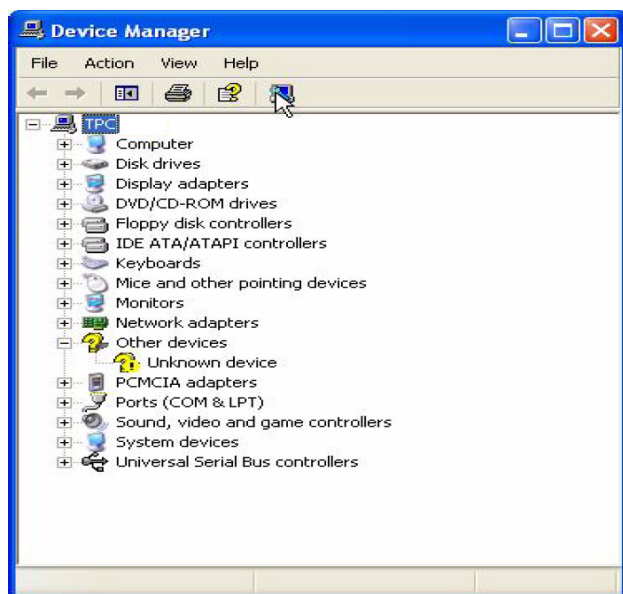 Device Manager
File Action View Help
TPC
Computer
Disk drives
Display adapters
DVD/CD-ROM drives
Floppy disk controllers
IDE ATA/ATAPI controllers
Keyboards
Mice and other pointing devices
Monitors
Network adapters
Other devices
Unknown device
PCMCIA adapters
Ports (COM & LPT)
Sound, video and game controllers
System devices
Universal Serial Bus controllers